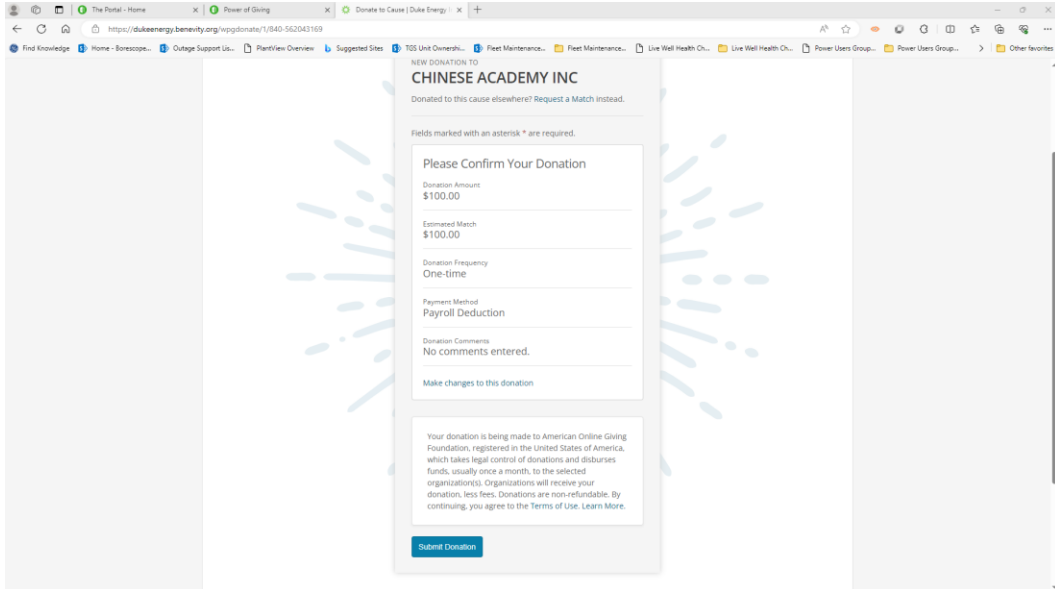 The Portal - Home
Power of Giving
Donate to Cause | Duke Energy
https://dukeenergy.benevity.org/wpgdonate/1/840-562043169
Find Knowledge Home - Borescope... Outage Support Lis... PlantView Overview Suggested Sites TGS Unit Ownershi... Fleet Maintenance... Fleet Maintenance... Live Well Health Ch... Live Well Health Ch... Power Users Group... Power Users Group... Other favorites
NEW DONATION TO
CHINESE ACADEMY INC
Donated to this cause elsewhere? Request a Match instead.
Fields marked with an asterisk * are required.
Please Confirm Your Donation
Donation Amount
$100.00
Estimated Match
$100.00
Donation Frequency
One-time
Payment Method
Payroll Deduction
Donation Comments
No comments entered.
Make changes to this donation
Your donation is being made to American Online Giving
Foundation, registered in the United States of America,
which takes legal control of donations and disburses
funds, usually once a month, to the selected
organization(s). Organizations will receive your
donation, less fees. Donations are non-refundable. By
continuing, you agree to the Terms of Use. Learn More.
Submit Donation